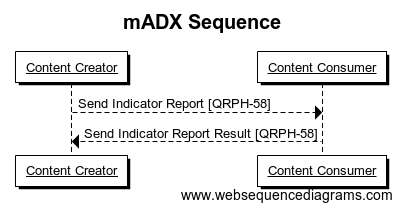 mADX Sequence
Content Creator
Content Consumer
Send Indicator Report [QRPH-58]
Send Indicator Report Result [QRPH-58]
Content Creator
Content Consumer
www.websequencediagrams.com